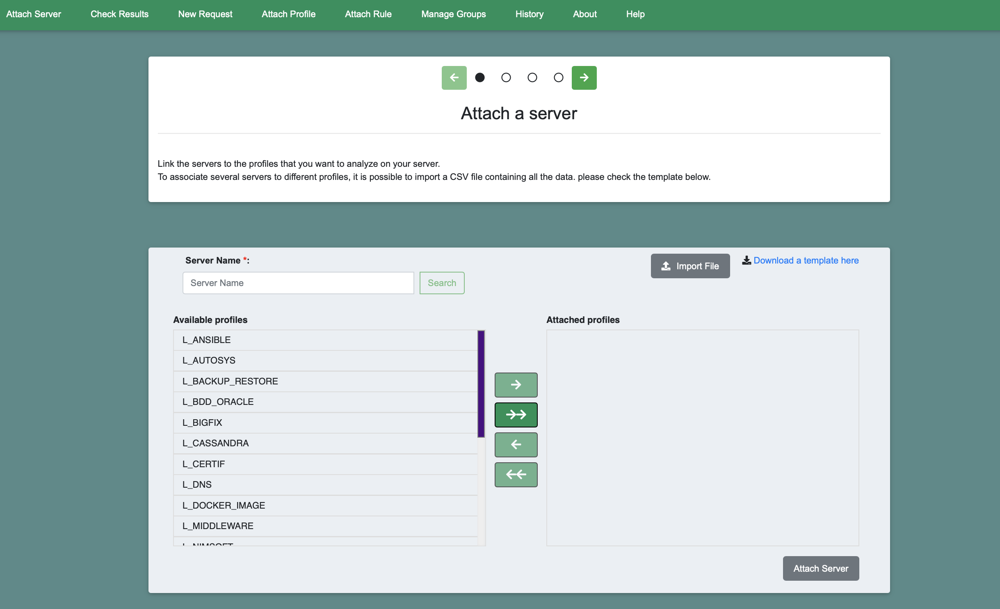 Attach Server Check Results New Request Attach Profile Attach Rule Manage Groups History About Help
Attach a server
Link the servers to the profiles that you want to analyze on your server.
To associate several servers to different profiles, it is possible to import a CSV file containing all the data. please check the template below.
Server Name *:
Import File
Download a template here
Server Name
Search
Available profiles
Attached profiles
L_ANSIBLE
L_AUTOSYS
L_BACKUP_RESTORE
L_BDD_ORACLE
L_BIGFIX
L_CASSANDRA
L_CERTIF
L_DNS
L_DOCKER_IMAGE
L_MIDDLEWARE
L_NIMSOFT
Attach Server